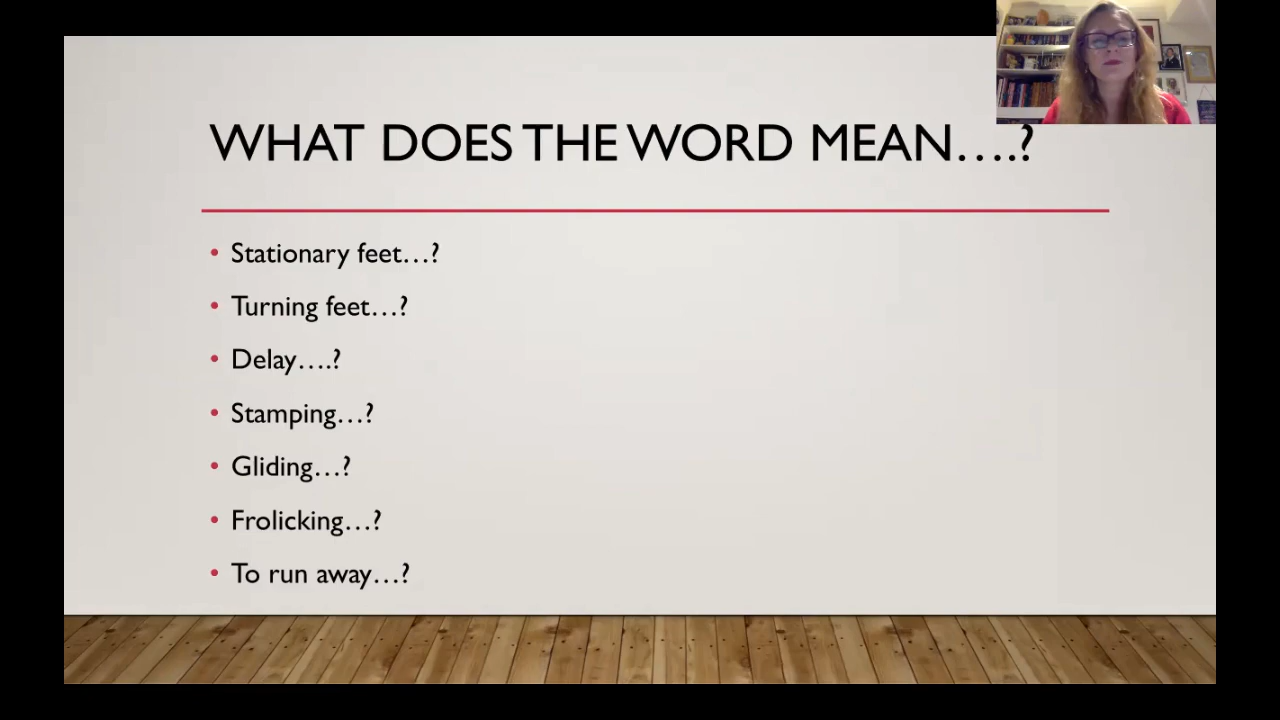 WHAT DOES THE WORD MEAN….?
• Stationary feet…?
• Turning feet…?
• Delay….?
• Stamping…?
• Gliding…?
• Frolicking…?
• To run away…?